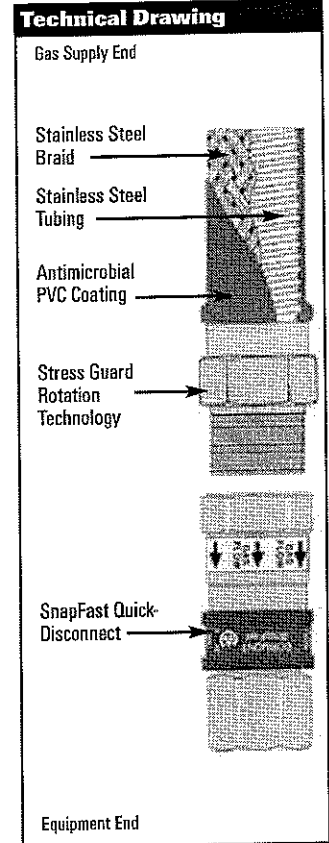 Technical Drawing
Gas Supply End
Stainless Steel
Braid
Stainless Steel
Tubing
Antimicrobial
PVC Coating
Stress Guard
Rotation
Technology
SnapFast Quick-
Disconnect
Equipment End